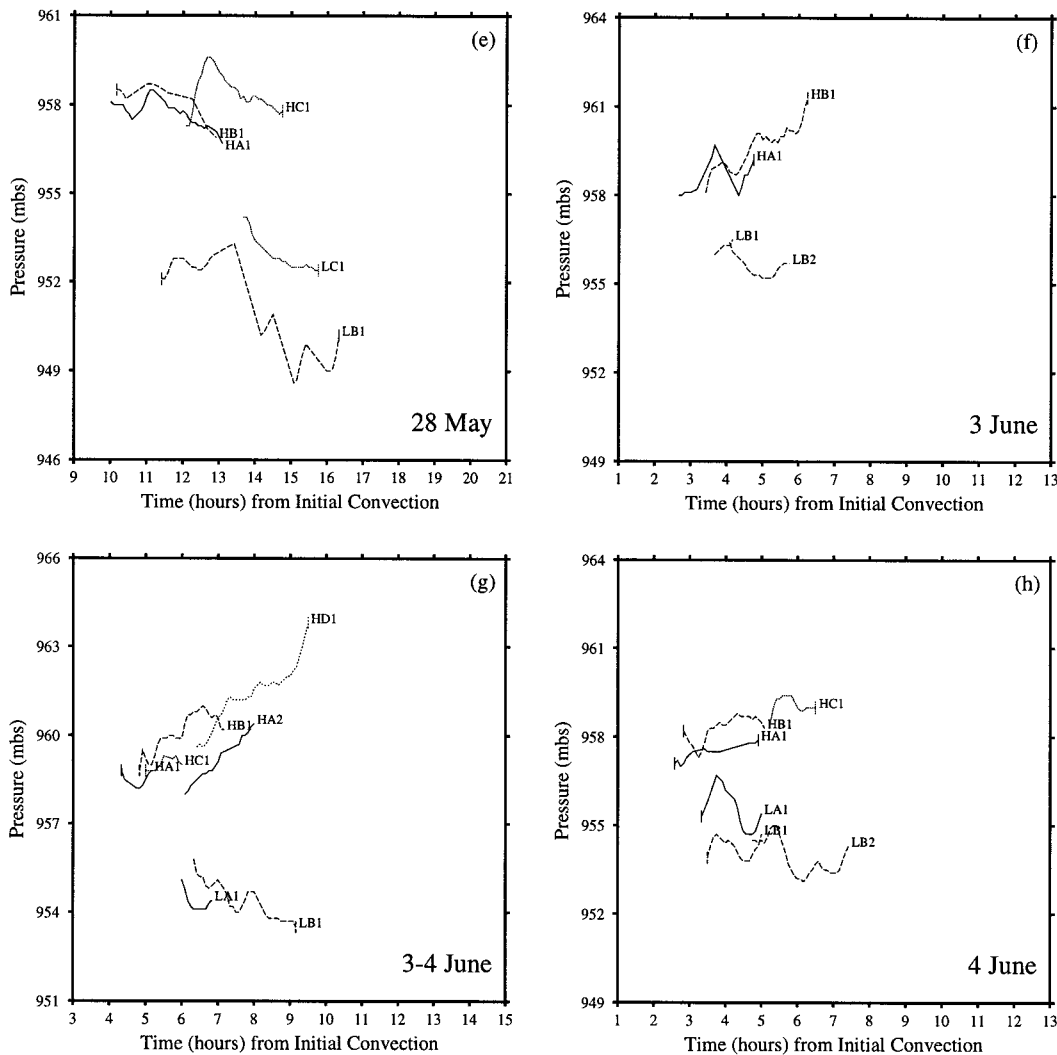 (e)
961
958
955
952
949
946
Pressure (mbs)
HC1
HB1
HA1
LC1
LB1
28 May
9 10 11 12 13 14 15 16 17 18 19 20 21
Time (hours) from Initial Convection
(f)
964
961
958
955
952
949
Pressure (mbs)
HB1
HA1
LB1
LB2
3 June
1 2 3 4 5 6 7 8 9 10 11 12 13
Time (hours) from Initial Convection
(g)
966
963
960
957
954
951
Pressure (mbs)
HD1
HA2
HB1
HC1
HA1
LA1
LB1
3-4 June
3 4 5 6 7 8 9 10 11 12 13 14 15
Time (hours) from Initial Convection
(h)
964
961
958
955
952
949
Pressure (mbs)
HC1
HB1
HA1
LA1
LB1
LB2
4 June
1 2 3 4 5 6 7 8 9 10 11 12 13
Time (hours) from Initial Convection